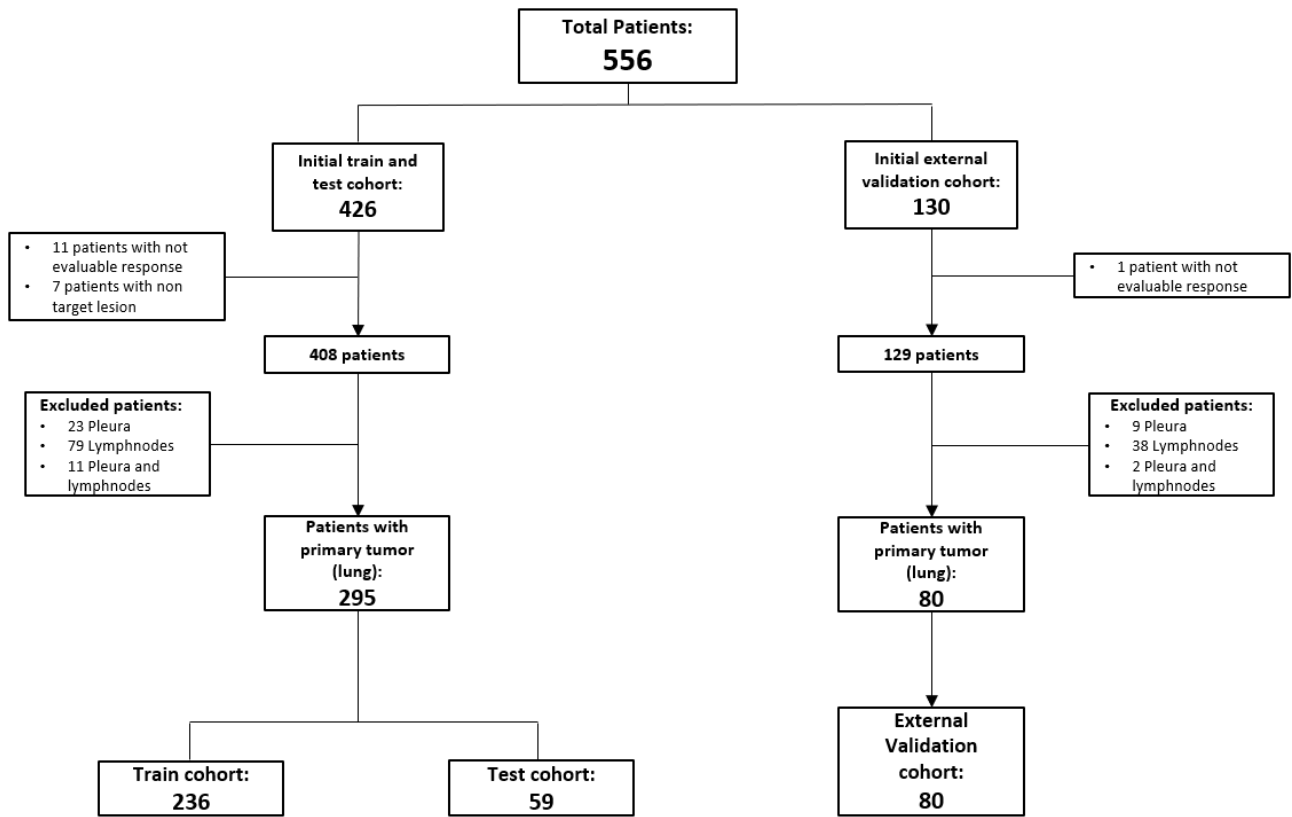 Total Patients:
556
Initial train and
test cohort:
426
Initial external
validation cohort:
130
• 11 patients with not
evaluable response
• 7 patients with non
target lesion
• 1 patient with not
evaluable response
408 patients
129 patients
Excluded patients:
• 23 Pleura
• 79 Lymphnodes
• 11 Pleura and
lymphnodes
Excluded patients:
• 9 Pleura
• 38 Lymphnodes
• 2 Pleura and
lymphnodes
Patients with
primary tumor
(lung):
295
Patients with
primary tumor
(lung):
80
Train cohort:
236
Test cohort:
59
External
Validation
cohort:
80